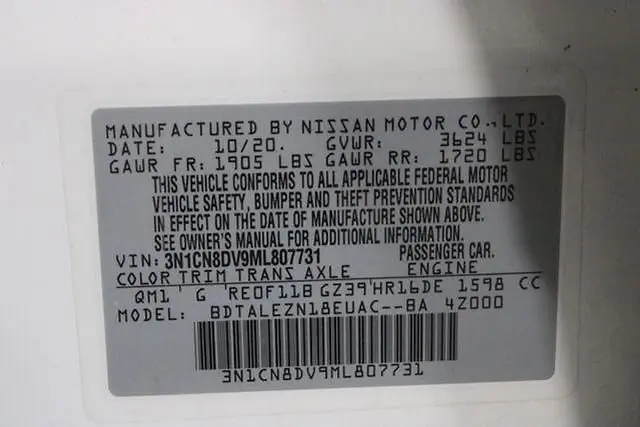 MANUFACTURED BY NISSAN MOTOR CO., LTD.
DATE: 10/20. GVWR: 3624 LBS
GAWR FR: 1905 LBS GAWR RR: 1720 LBS
THIS VEHICLE CONFORMS TO ALL APPLICABLE FEDERAL MOTOR
VEHICLE SAFETY, BUMPER AND THEFT PREVENTION STANDARDS
IN EFFECT ON THE DATE OF MANUFACTURE SHOWN ABOVE.
SEE OWNER'S MANUAL FOR ADDITIONAL INFORMATION.
VIN: 3N1CN8DV9ML807731 PASSENGER CAR.
COLOR TRIM TRANS AXLE ENGINE
QM1 ' G 'RE0F11B GZ39'HR16DE 1598 CC
MODEL: BDTALEZN18EUAC--BA 4Z000
3N1CN8DV9ML807731